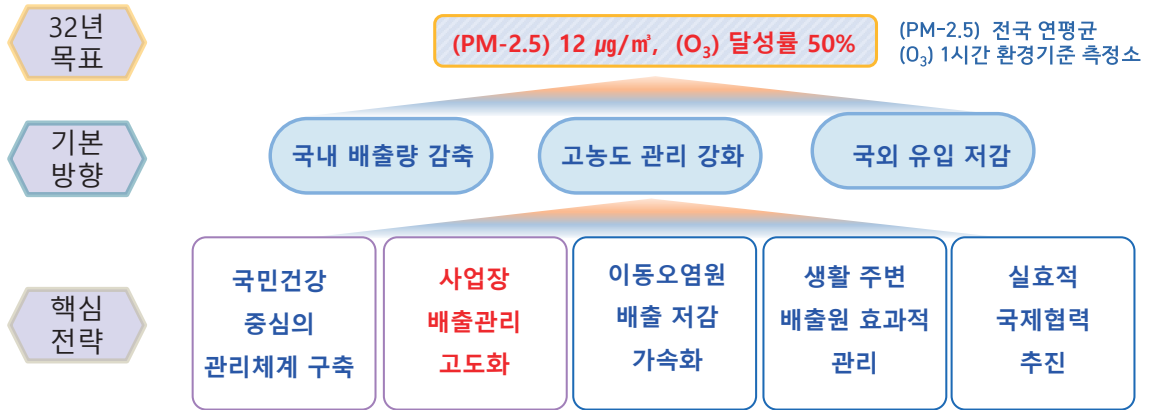 32년
목표
(PM-2.5) 12 ㎍/㎥, (O₃) 달성률 50%
(PM-2.5) 전국 연평균
(O₃) 1시간 환경기준 측정소
기본
방향
국내 배출량 감축
고농도 관리 강화
국외 유입 저감
핵심
전략
국민건강
중심의
관리체계 구축
사업장
배출관리
고도화
이동오염원
배출 저감
가속화
생활 주변
배출원 효과적
관리
실효적
국제협력
추진